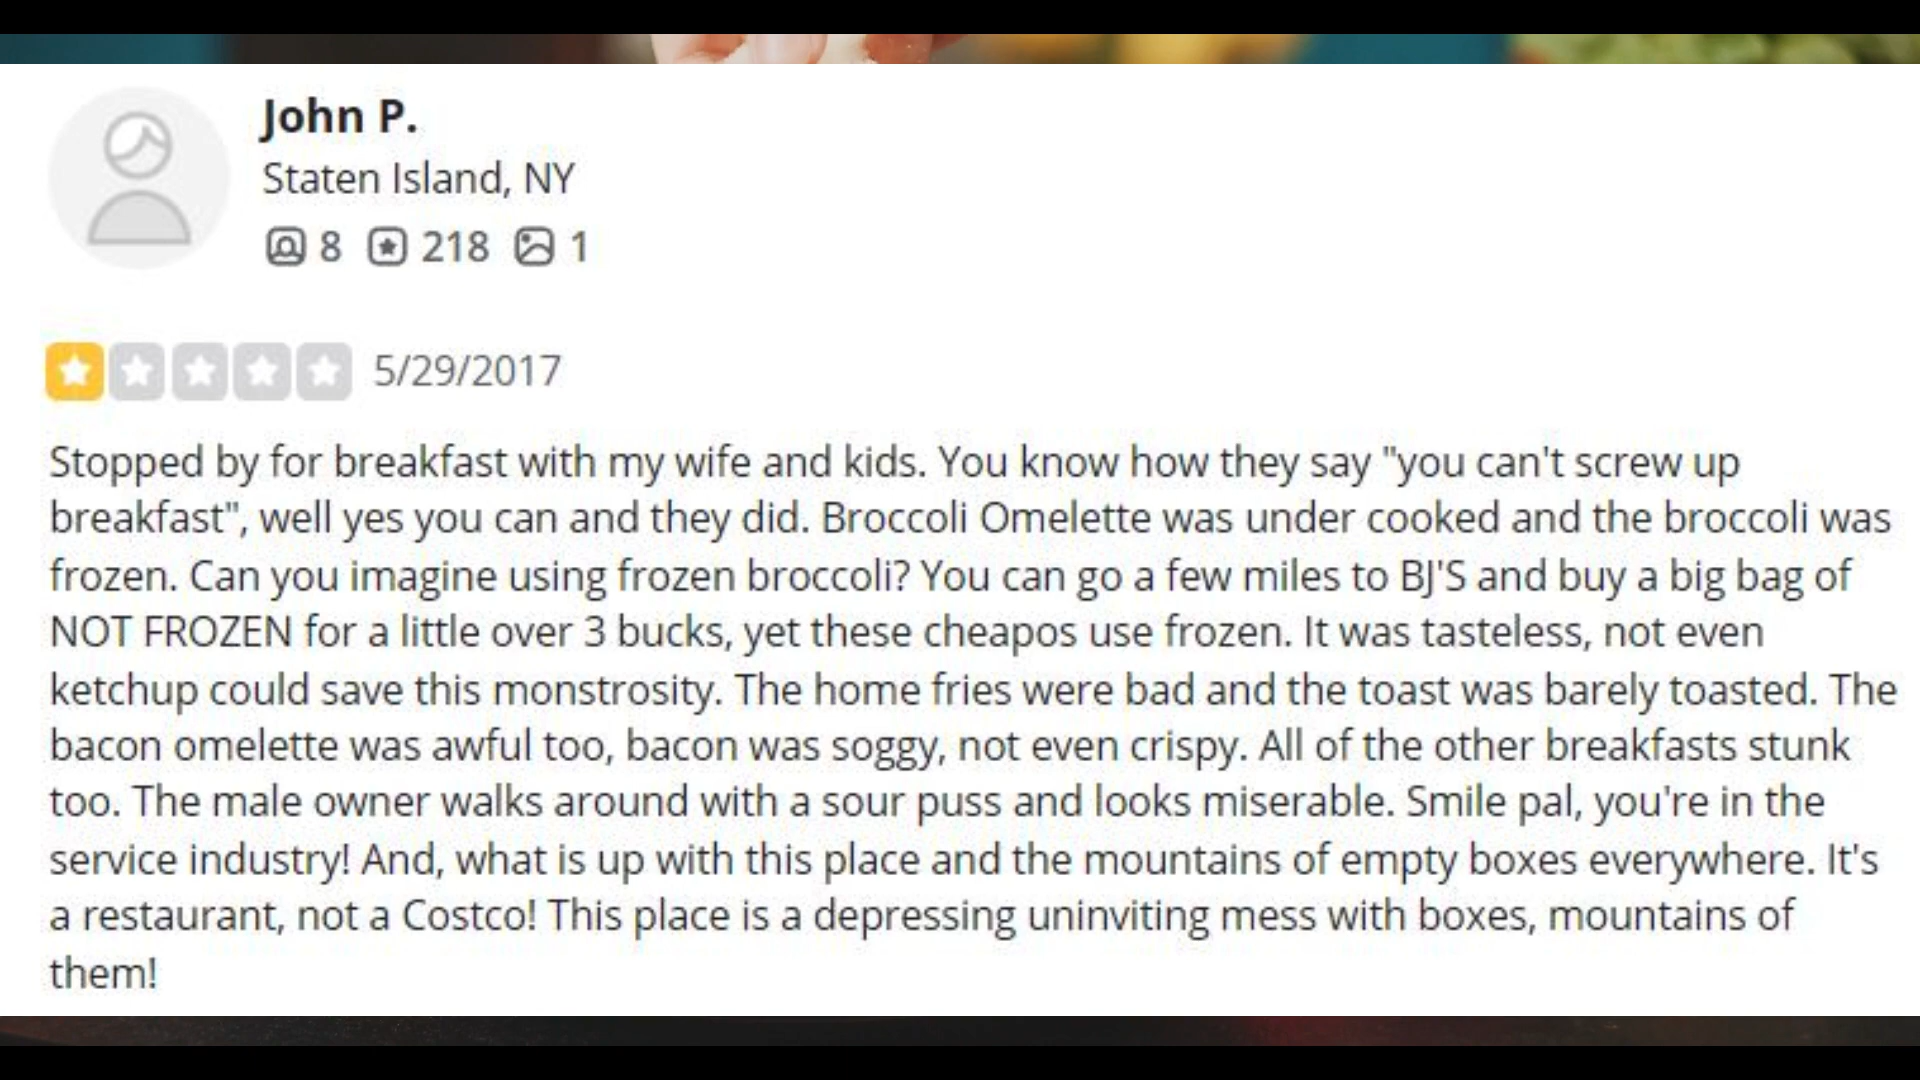 John P.
Staten Island, NY
8 218 1
5/29/2017
Stopped by for breakfast with my wife and kids. You know how they say "you can't screw up
breakfast", well yes you can and they did. Broccoli Omelette was under cooked and the broccoli was
frozen. Can you imagine using frozen broccoli? You can go a few miles to BJ'S and buy a big bag of
NOT FROZEN for a little over 3 bucks, yet these cheapos use frozen. It was tasteless, not even
ketchup could save this monstrosity. The home fries were bad and the toast was barely toasted. The
bacon omelette was awful too, bacon was soggy, not even crispy. All of the other breakfasts stunk
too. The male owner walks around with a sour puss and looks miserable. Smile pal, you're in the
service industry! And, what is up with this place and the mountains of empty boxes everywhere. It's
a restaurant, not a Costco! This place is a depressing uninviting mess with boxes, mountains of
them!